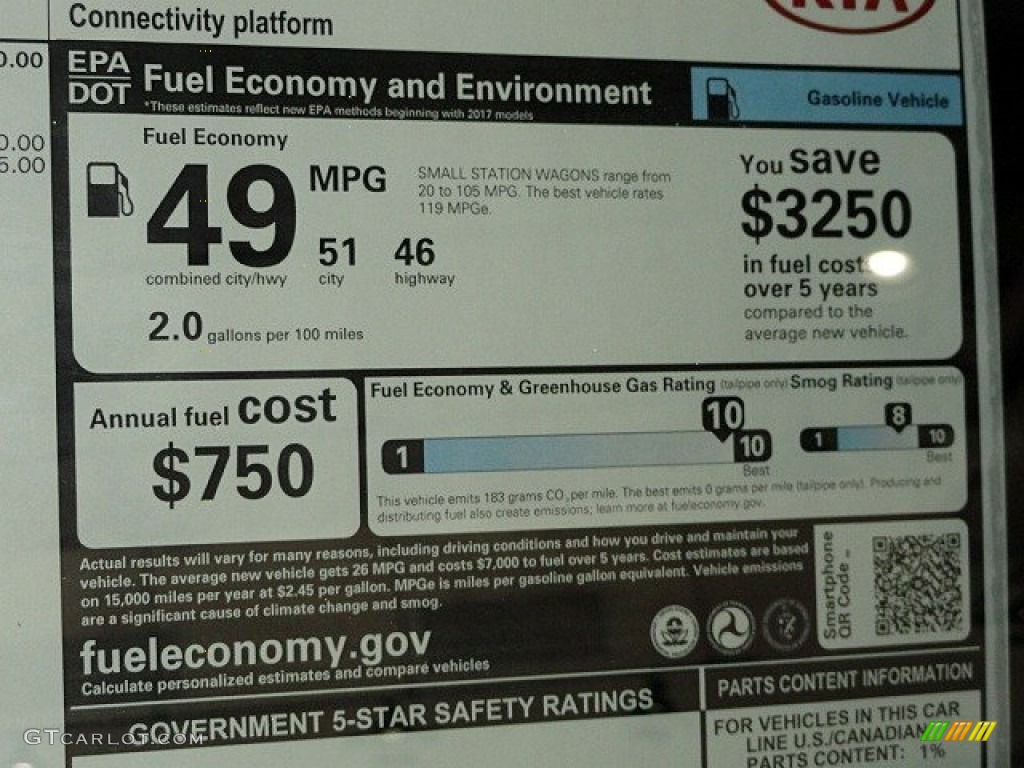 Connectivity platform
KIA
0.00
0.00
5.00
EPA
DOT
Fuel Economy and Environment
*These estimates reflect new EPA methods beginning with 2017 models
Gasoline Vehicle
Fuel Economy
49
MPG
combined city/hwy
51
city
46
highway
2.0 gallons per 100 miles
SMALL STATION WAGONS range from
20 to 105 MPG. The best vehicle rates
119 MPGe.
You save
$3250
in fuel cost
over 5 years
compared to the
average new vehicle.
Annual fuel cost
$750
Fuel Economy & Greenhouse Gas Rating (tailpipe only)
10
1
10
Best
Smog Rating (tailpipe only)
8
1
10
Best
This vehicle emits 183 grams CO2 per mile. The best emits 0 grams per mile (tailpipe only). Producing and
distributing fuel also create emissions; learn more at fueleconomy.gov.
Actual results will vary for many reasons, including driving conditions and how you drive and maintain your
vehicle. The average new vehicle gets 26 MPG and costs $7,000 to fuel over 5 years. Cost estimates are based
on 15,000 miles per year at $2.45 per gallon. MPGe is miles per gasoline gallon equivalent. Vehicle emissions
are a significant cause of climate change and smog.
fueleconomy.gov
Calculate personalized estimates and compare vehicles
Smartphone
QR Code
GOVERNMENT 5-STAR SAFETY RATINGS
PARTS CONTENT INFORMATION
FOR VEHICLES IN THIS CAR
LINE U.S./CANADIAN
PARTS CONTENT: 1%
GTcarlot.com